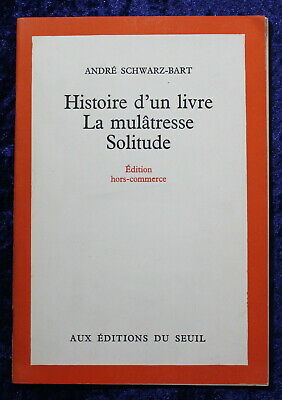 ANDRÉ SCHWARZ-BART
Histoire d'un livre
La mulâtresse
Solitude
Édition
hors-commerce
AUX ÉDITIONS DU SEUIL